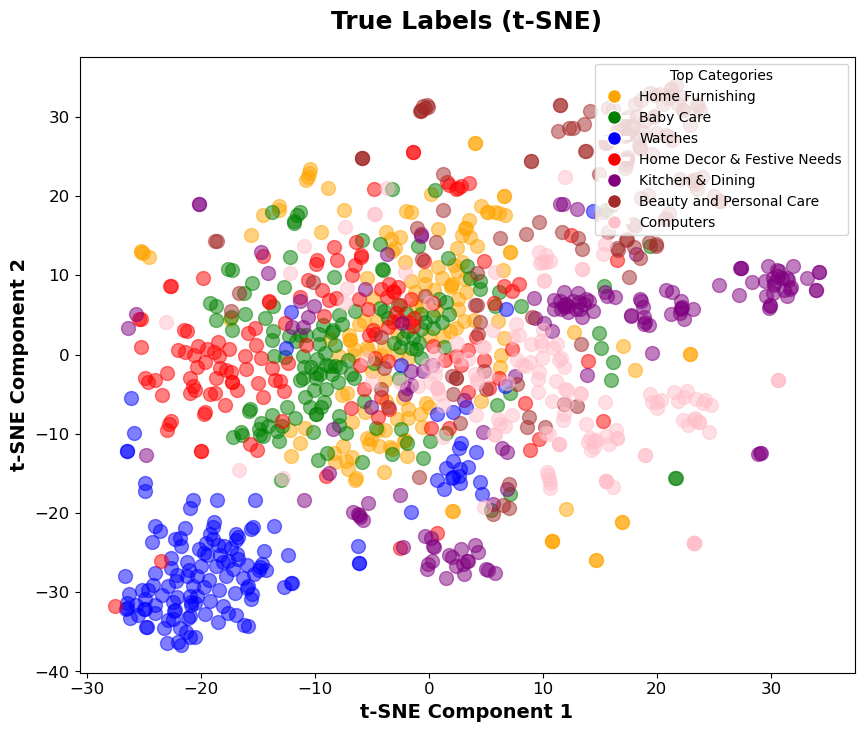 True Labels (t-SNE)
Top Categories
Home Furnishing
Baby Care
Watches
Home Decor & Festive Needs
Kitchen & Dining
Beauty and Personal Care
Computers
t-SNE Component 2
30
20
10
0
−10
−20
−30
−40
−30 −20 −10 0 10 20 30
t-SNE Component 1